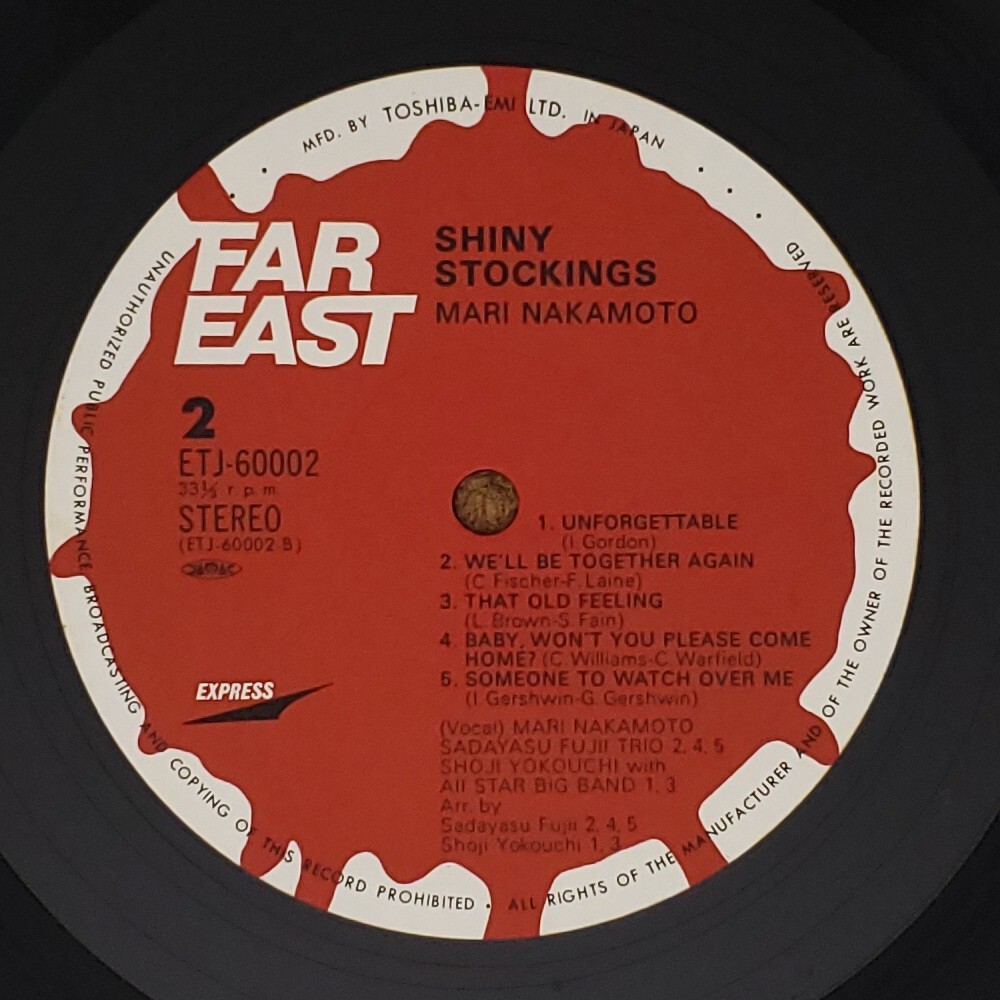 MFD. BY TOSHIBA-EMI LTD. IN JAPAN
FAR
EAST
SHINY
STOCKINGS
MARI NAKAMOTO
2
ETJ-60002
33⅓ r.p.m.
STEREO
(ETJ-60002 B)
1. UNFORGETTABLE
(I. Gordon)
2. WE'LL BE TOGETHER AGAIN
(C. Fischer-F. Laine)
3. THAT OLD FEELING
(L. Brown-S. Fain)
4. BABY, WON'T YOU PLEASE COME
HOME? (C. Williams-C. Warfield)
5. SOMEONE TO WATCH OVER ME
(I. Gershwin-G. Gershwin)
(Vocal) MARI NAKAMOTO
SADAYASU FUJII TRIO 2, 4, 5
SHOJI YOKOUCHI with
All STAR BIG BAND 1, 3
Arr. by
Sadayasu Fujii 2, 4, 5
Shoji Yokouchi 1, 3
EXPRESS
UNAUTHORIZED PUBLIC PERFORMANCE BROADCASTING AND COPYING OF THIS RECORD PROHIBITED · ALL RIGHTS OF THE MANUFACTURER AND OF THE OWNER OF THE RECORDED WORK ARE RESERVED